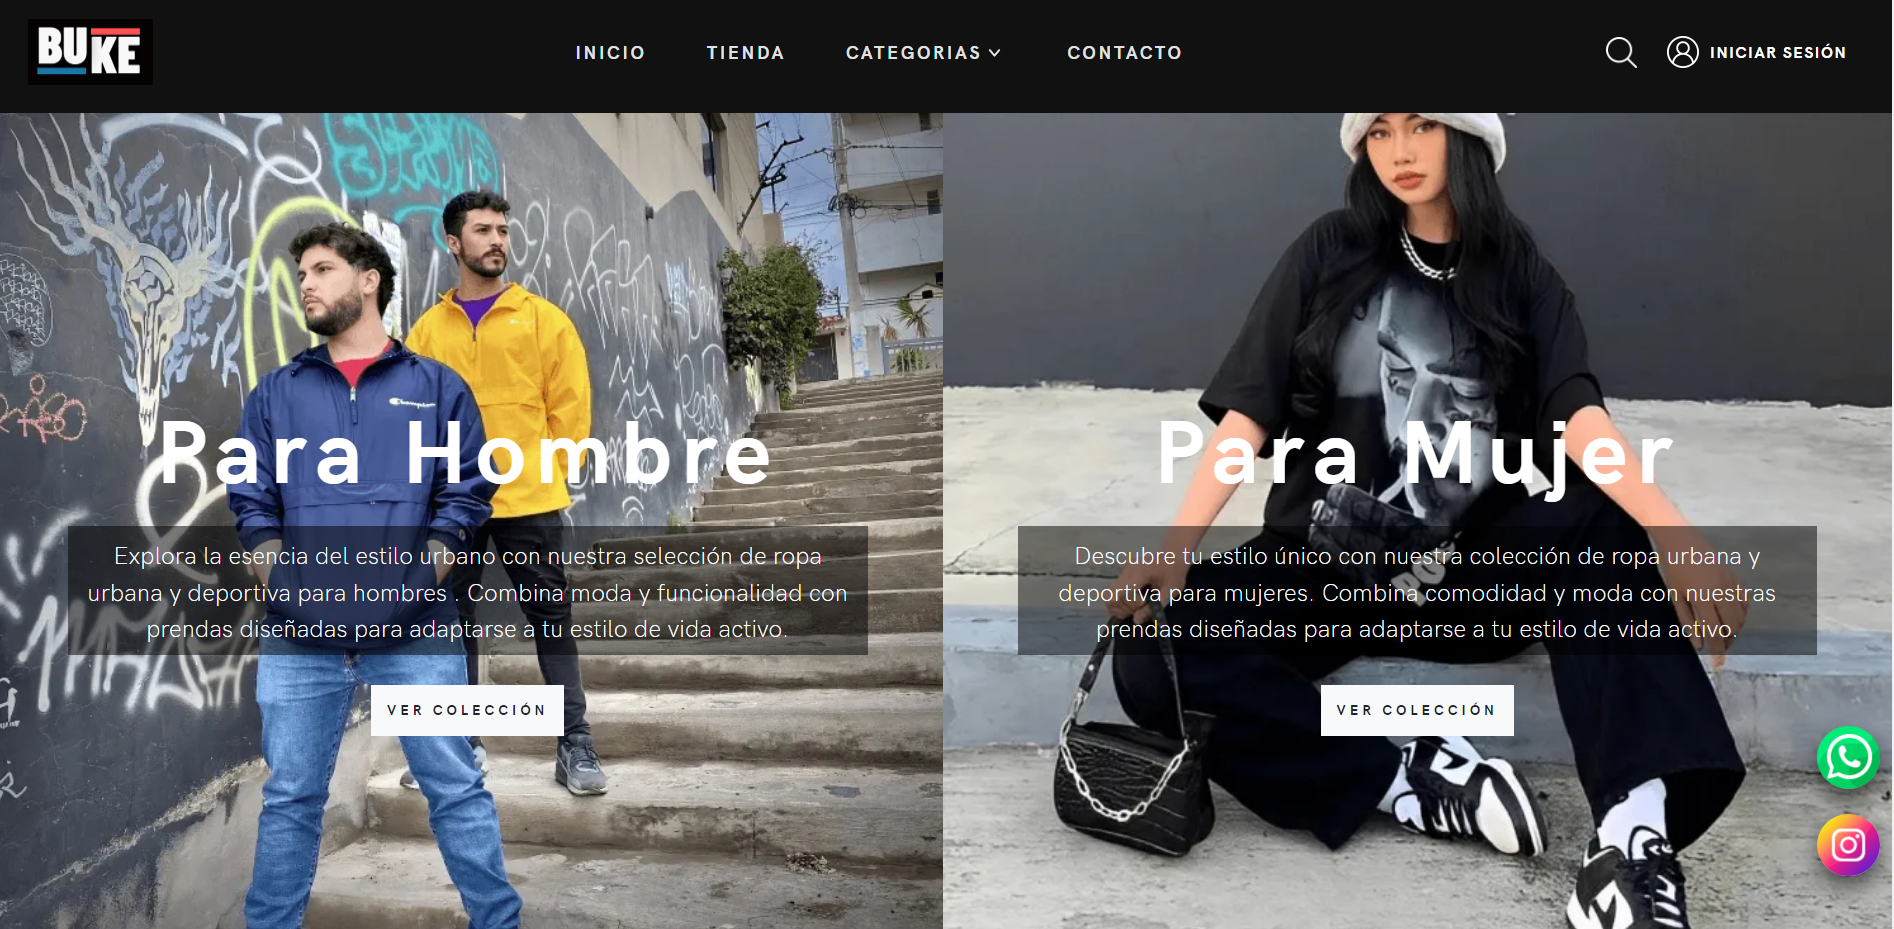 BUKE
INICIO TIENDA CATEGORIAS CONTACTO INICIAR SESIÓN
Champion
Para Hombre
Explora la esencia del estilo urbano con nuestra selección de ropa
urbana y deportiva para hombres . Combina moda y funcionalidad con
prendas diseñadas para adaptarse a tu estilo de vida activo.
VER COLECCIÓN
Para Mujer
Descubre tu estilo único con nuestra colección de ropa urbana y
deportiva para mujeres. Combina comodidad y moda con nuestras
prendas diseñadas para adaptarse a tu estilo de vida activo.
VER COLECCIÓN